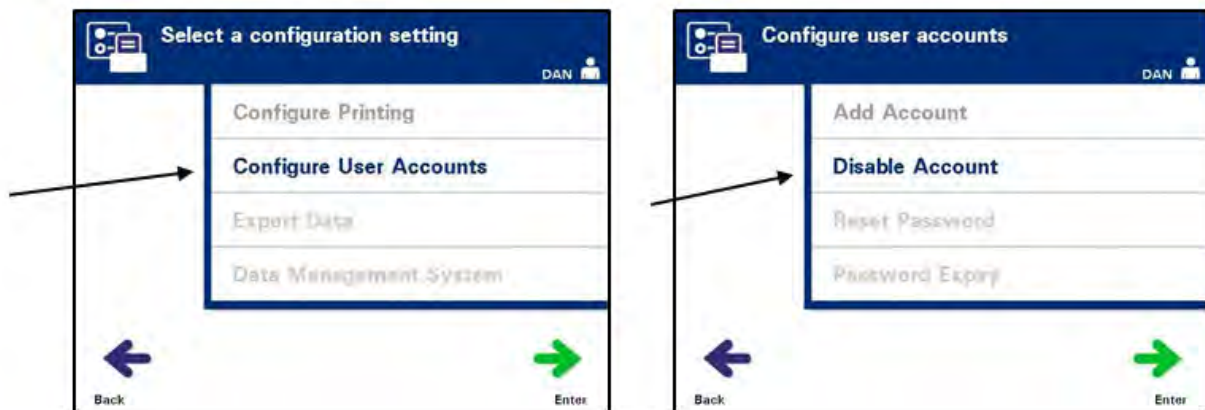 Select a configuration setting
DAN
Configure Printing
Configure User Accounts
Export Data
Data Management System
Back
Enter
Configure user accounts
DAN
Add Account
Disable Account
Reset Password
Password Expiry
Back
Enter